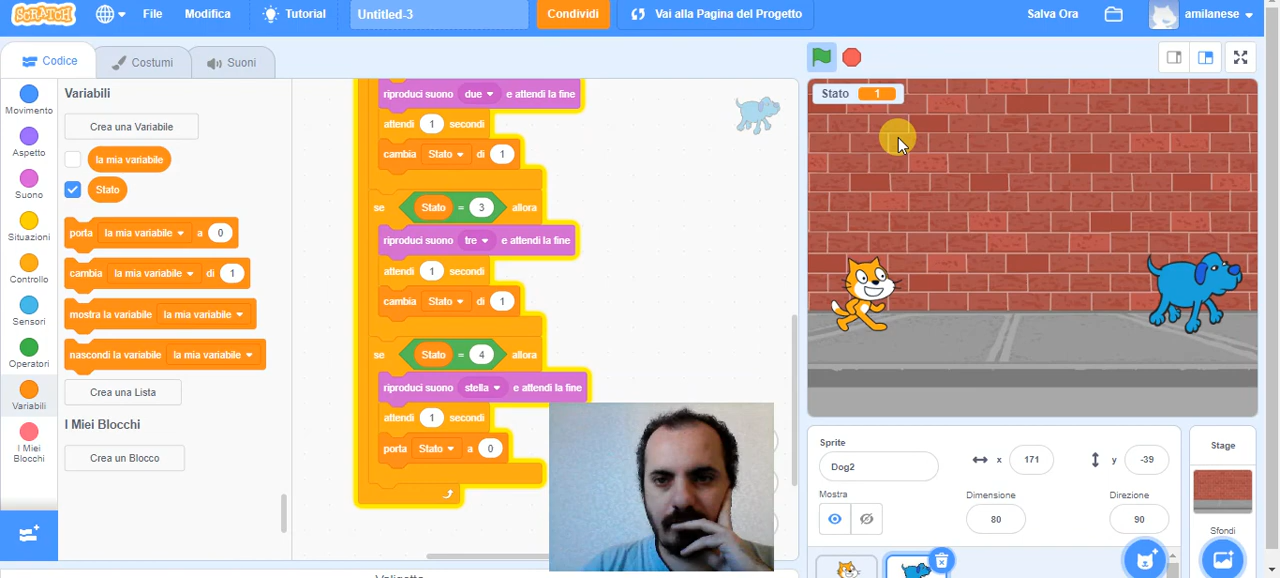 SCRATCH File Modifica Tutorial Untitled-3 Condividi Vai alla Pagina del Progetto Salva Ora amilanese
Codice Costumi Suoni
Movimento
Aspetto
Suono
Situazioni
Controllo
Sensori
Operatori
Variabili
I Miei
Blocchi
Variabili
Crea una Variabile
la mia variabile
Stato
porta la mia variabile a 0
cambia la mia variabile di 1
mostra la variabile la mia variabile
nascondi la variabile la mia variabile
Crea una Lista
I Miei Blocchi
Crea un Blocco
riproduci suono due e attendi la fine
attendi 1 secondi
cambia Stato di 1
se Stato = 3 allora
riproduci suono tre e attendi la fine
attendi 1 secondi
cambia Stato di 1
se Stato = 4 allora
riproduci suono stella e attendi la fine
attendi 1 secondi
porta Stato a 0
Stato 1
Sprite
Dog2 x 171 y -39
Mostra Dimensione Direzione
80 90
Stage
Sfondi